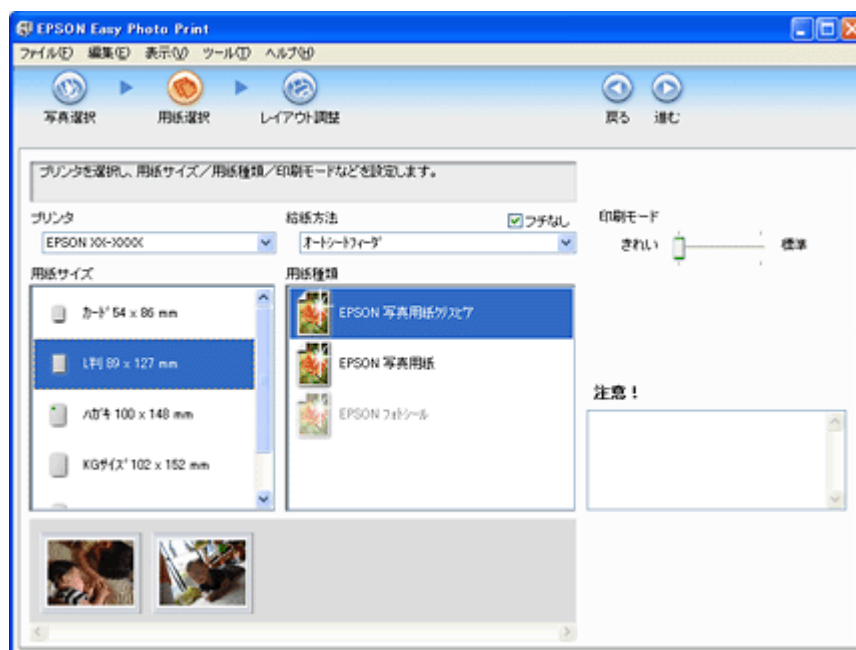 EPSON Easy Photo Print
ファイル(F) 編集(E) 表示(V) ツール(T) ヘルプ(H)
写真選択 用紙選択 レイアウト調整 戻る 進む
プリンタを選択し、用紙サイズ/用紙種類/印刷モードなどを設定します。
プリンタ
EPSON XX-XXXX
給紙方法
フチなし
オートシートフィーダ
印刷モード
きれい 標準
用紙サイズ
カード 54 x 86 mm
L判 89 x 127 mm
ハガキ 100 x 148 mm
KGサイズ 102 x 152 mm
用紙種類
EPSON 写真用紙クリスピア
EPSON 写真用紙
EPSON フォトシール
注意!